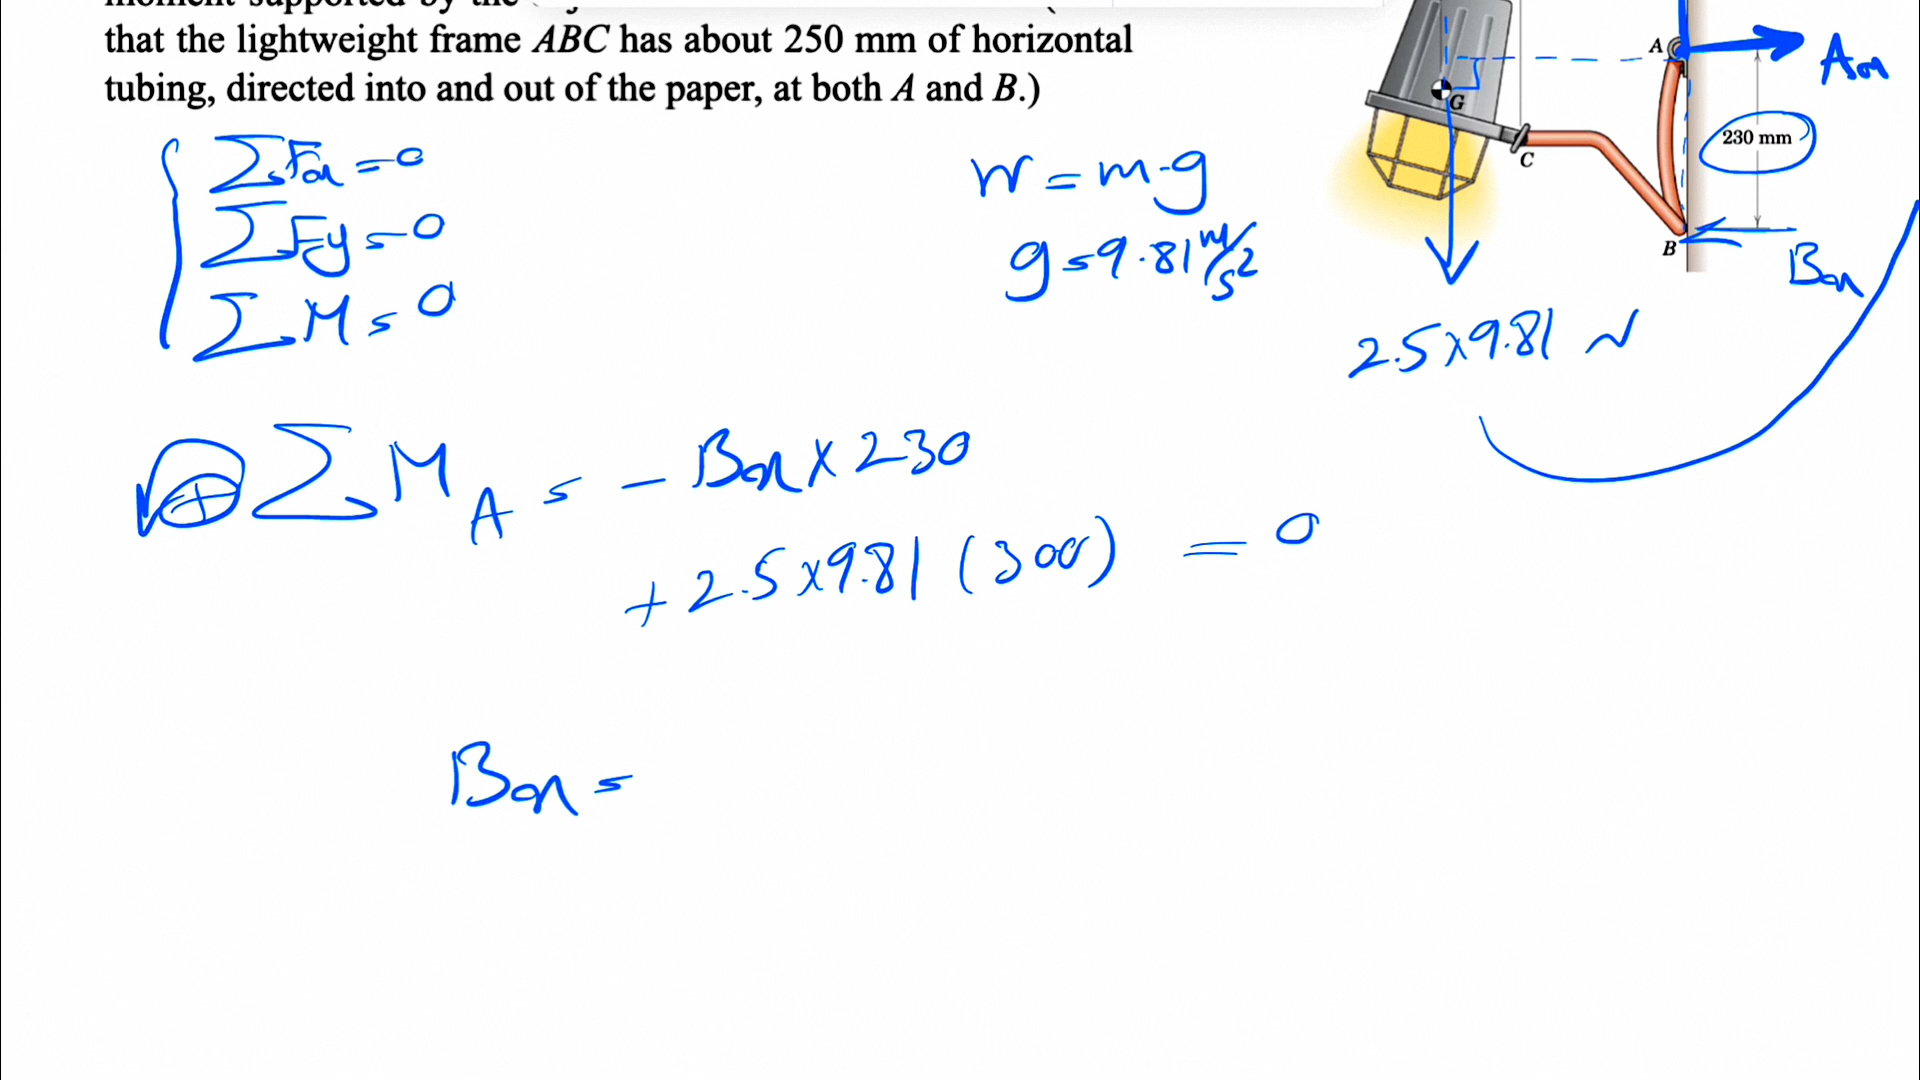 that the lightweight frame ABC has about 250 mm of horizontal
tubing, directed into and out of the paper, at both A and B.)
ΣFx = 0
ΣFy = 0
ΣM = 0
W = m·g
g = 9.81 m/s²
A
Ax
G
230 mm
C
B
Bx
2.5×9.81 N
+ ΣM_A = - Bx × 230
+ 2.5×9.81 (300) = 0
Bx =